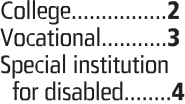 College.................2
Vocational............3
Special institution
for disabled........4